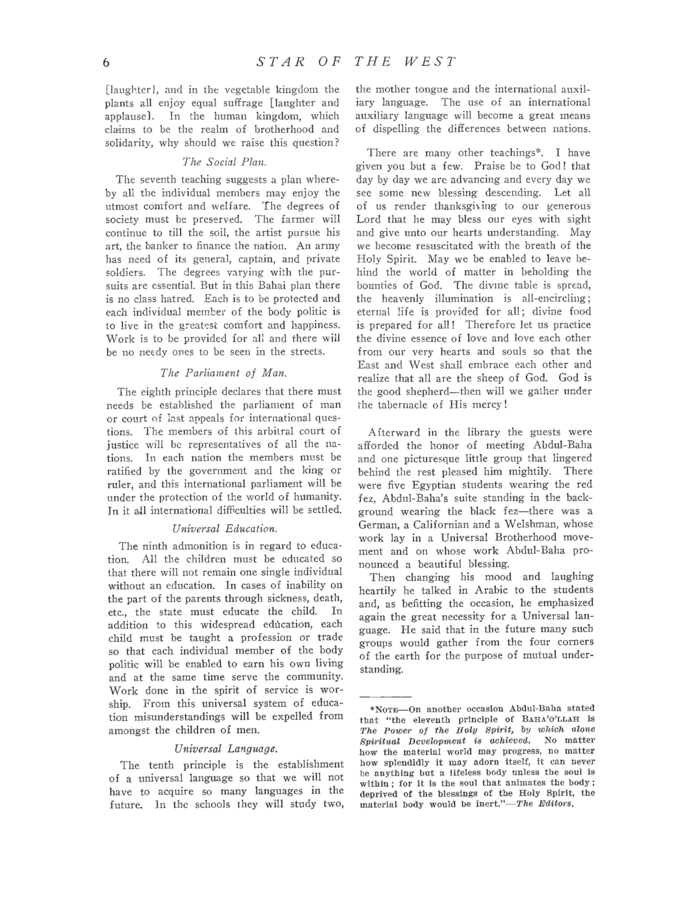 6
STAR OF THE WEST
[laughter], and in the vegetable kingdom the
plants all enjoy equal suffrage [laughter and
applause]. In the human kingdom, which
claims to be the realm of brotherhood and
solidarity, why should we raise this question?
The Social Plan.
The seventh teaching suggests a plan where-
by all the individual members may enjoy the
utmost comfort and welfare. The degrees of
society must be preserved. The farmer will
continue to till the soil, the artist pursue his
art, the banker to finance the nation. An army
has need of its general, captain, and private
soldiers. The degrees varying with the pur-
suits are essential. But in this Bahai plan there
is no class hatred. Each is to be protected and
each individual member of the body politic is
to live in the greatest comfort and happiness.
Work is to be provided for all and there will
be no needy ones to be seen in the streets.
The Parliament of Man.
The eighth principle declares that there must
needs be established the parliament of man
or court of last appeals for international ques-
tions. The members of this arbitral court of
justice will be representatives of all the na-
tions. In each nation the members must be
ratified by the government and the king or
ruler, and this international parliament will be
under the protection of the world of humanity.
In it all international difficulties will be settled.
Universal Education.
The ninth admonition is in regard to educa-
tion. All the children must be educated so
that there will not remain one single individual
without an education. In cases of inability on
the part of the parents through sickness, death,
etc., the state must educate the child. In
addition to this widespread education, each
child must be taught a profession or trade
so that each individual member of the body
politic will be enabled to earn his own living
and at the same time serve the community.
Work done in the spirit of service is wor-
ship. From this universal system of educa-
tion misunderstandings will be expelled from
amongst the children of men.
Universal Language.
The tenth principle is the establishment
of a universal language so that we will not
have to acquire so many languages in the
future. In the schools they will study two,
the mother tongue and the international auxil-
iary language. The use of an international
auxiliary language will become a great means
of dispelling the differences between nations.
There are many other teachings*. I have
given you but a few. Praise be to God! that
day by day we are advancing and every day we
see some new blessing descending. Let all
of us render thanksgiving to our generous
Lord that he may bless our eyes with sight
and give unto our hearts understanding. May
we become resuscitated with the breath of the
Holy Spirit. May we be enabled to leave be-
hind the world of matter in beholding the
bounties of God. The divine table is spread,
the heavenly illumination is all-encircling;
eternal life is provided for all; divine food
is prepared for all! Therefore let us practice
the divine essence of love and love each other
from our very hearts and souls so that the
East and West shall embrace each other and
realize that all are the sheep of God. God is
the good shepherd—then will we gather under
the tabernacle of His mercy!
Afterward in the library the guests were
afforded the honor of meeting Abdul-Baha
and one picturesque little group that lingered
behind the rest pleased him mightily. There
were five Egyptian students wearing the red
fez, Abdul-Baha's suite standing in the back-
ground wearing the black fez—there was a
German, a Californian and a Welshman, whose
work lay in a Universal Brotherhood move-
ment and on whose work Abdul-Baha pro-
nounced a beautiful blessing.
Then changing his mood and laughing
heartily he talked in Arabic to the students
and, as befitting the occasion, he emphasized
again the great necessity for a Universal lan-
guage. He said that in the future many such
groups would gather from the four corners
of the earth for the purpose of mutual under-
standing.
*NOTE—On another occasion Abdul-Baha stated
that "the eleventh principle of BAHA'O'LLAH is
The Power of the Holy Spirit, by which alone
Spiritual Development is achieved. No matter
how the material world may progress, no matter
how splendidly it may adorn itself, it can never
be anything but a lifeless body unless the soul is
within; for it is the soul that animates the body;
deprived of the blessings of the Holy Spirit, the
material body would be inert."—The Editors.